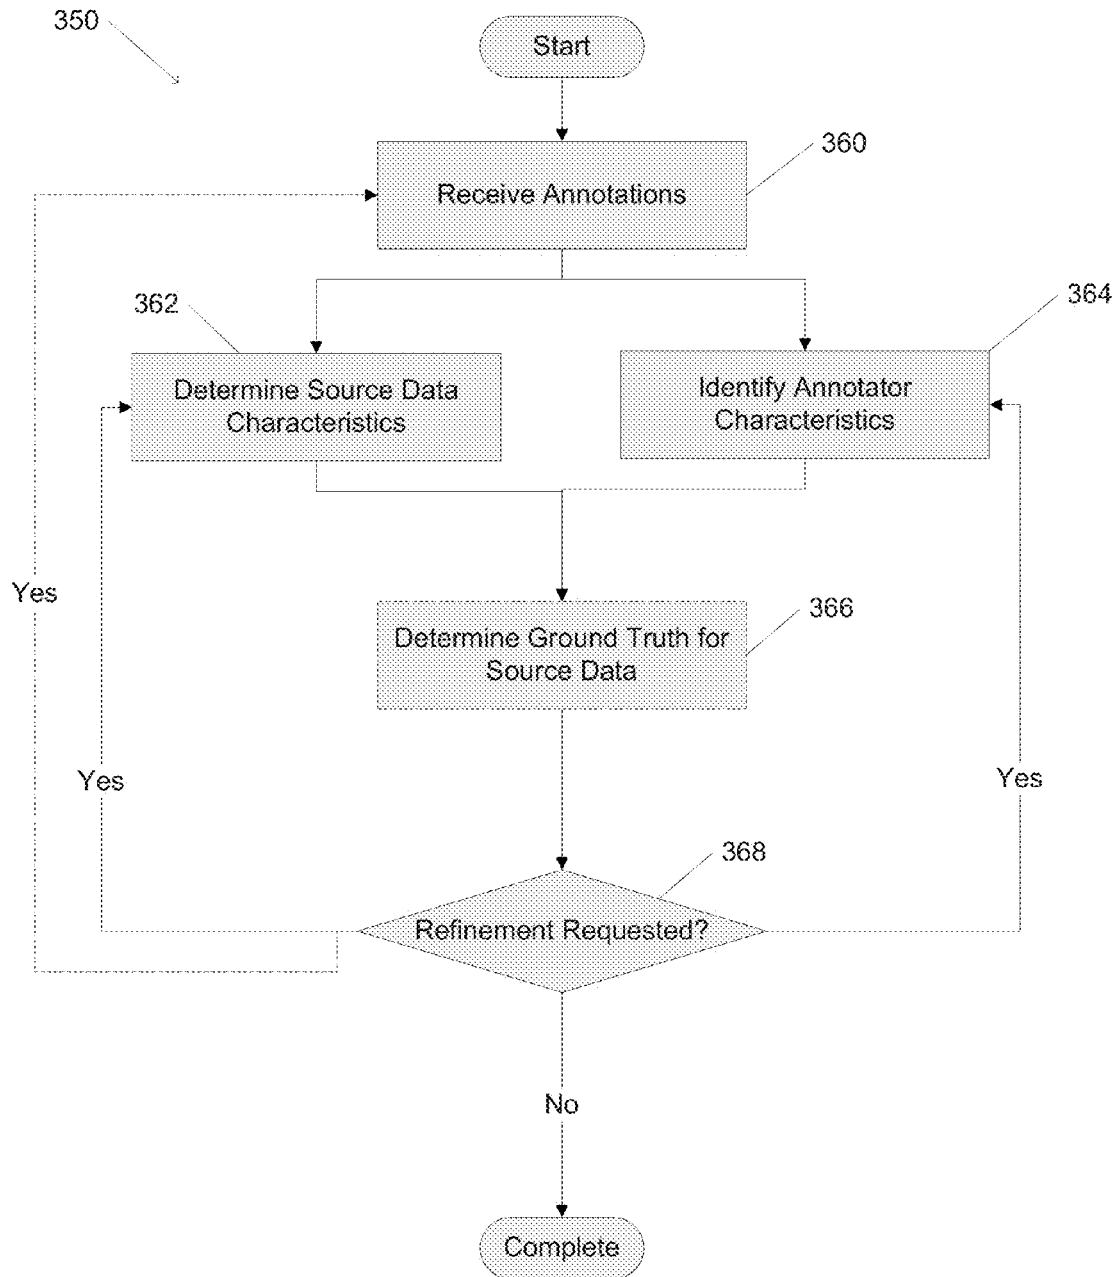 350
Start
360
Receive Annotations
362
364
Determine Source Data
Characteristics
Identify Annotator
Characteristics
Yes
366
Determine Ground Truth for
Source Data
Yes
Yes
368
Refinement Requested?
No
Complete